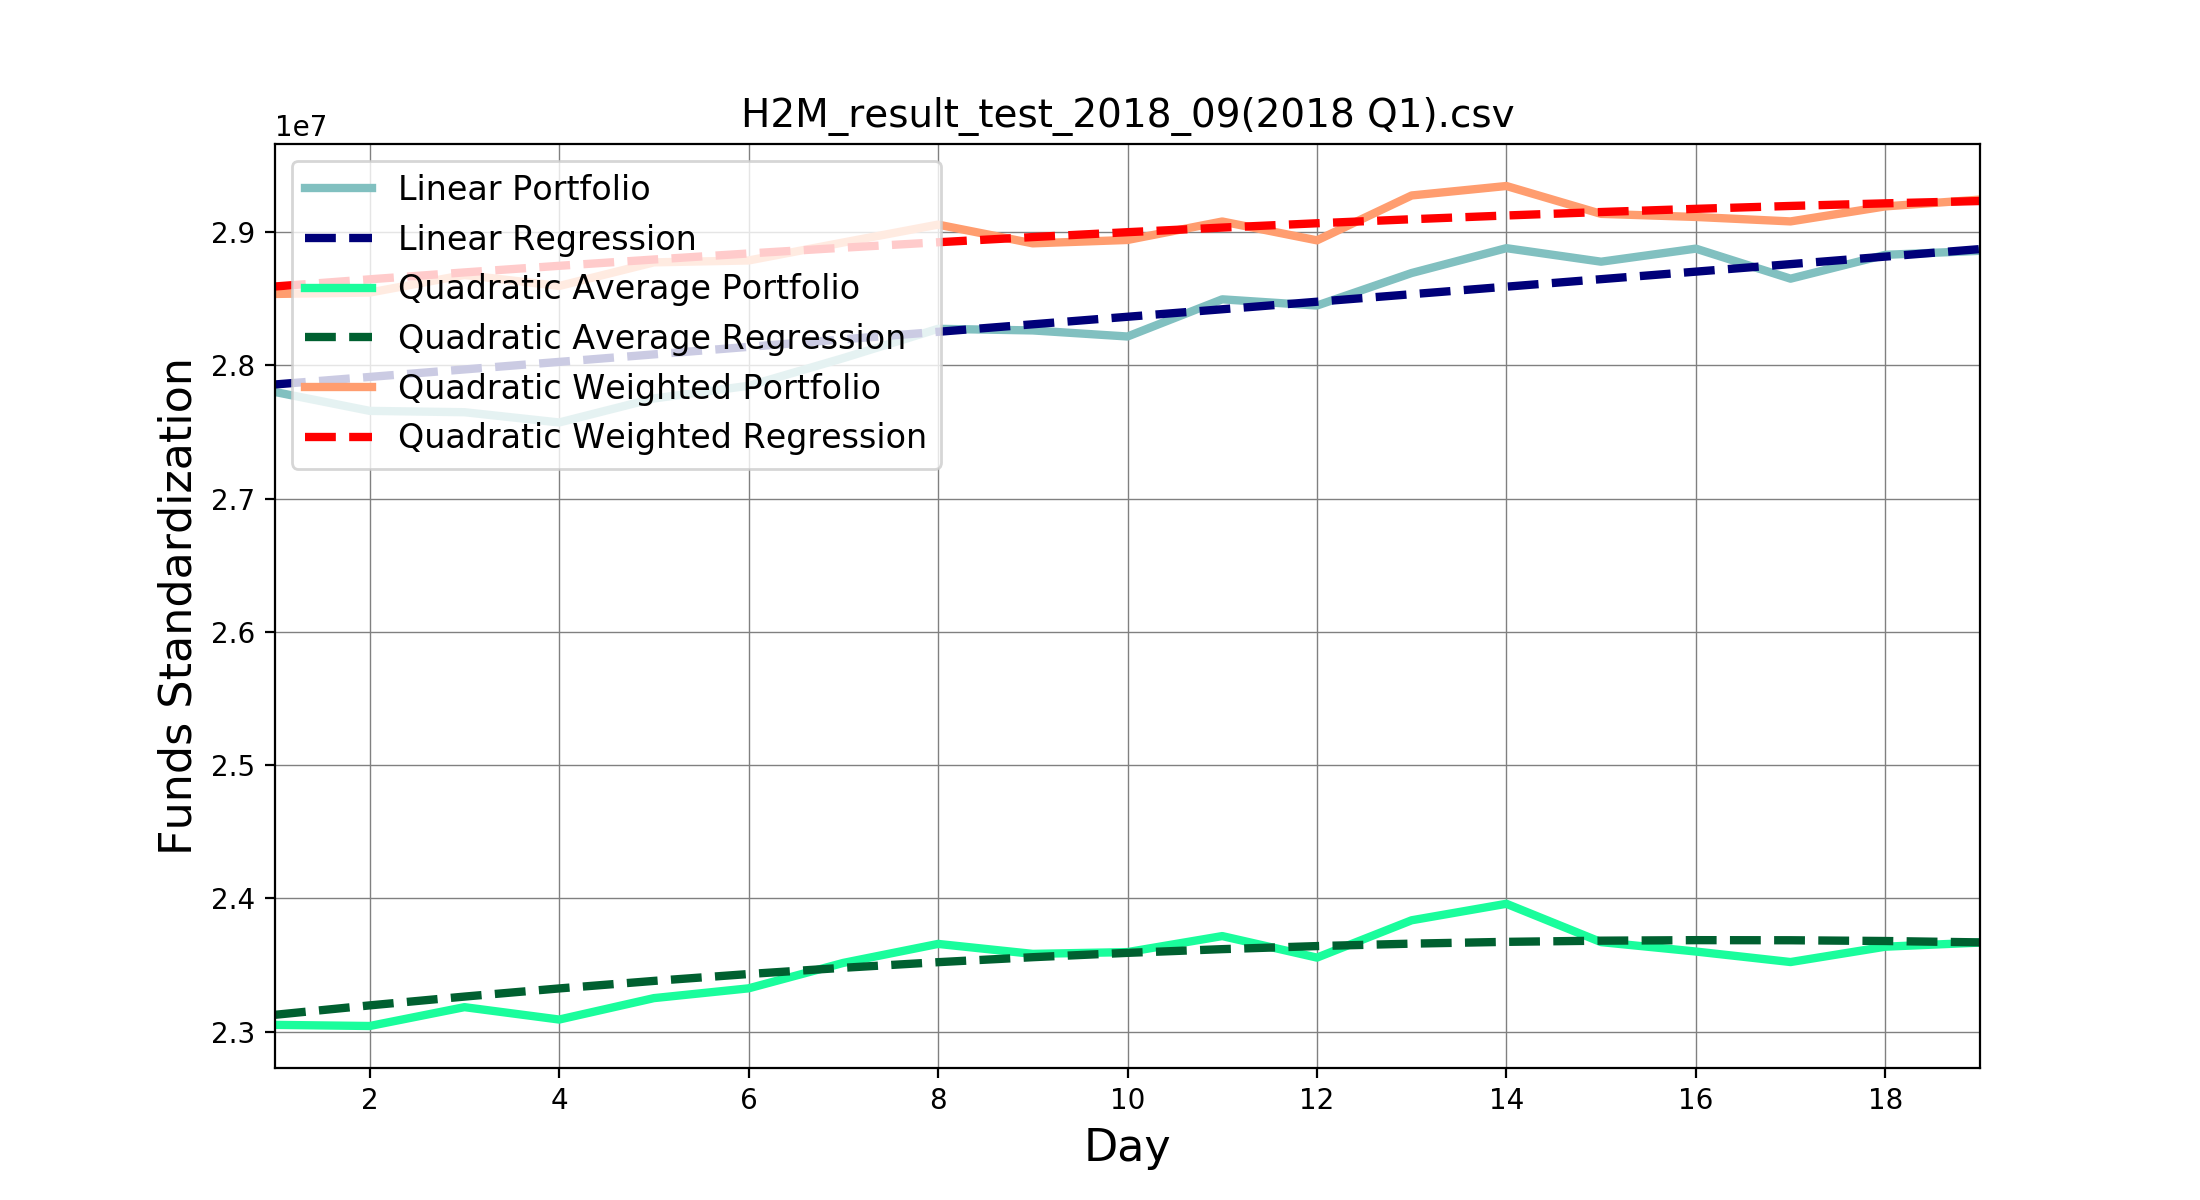 H2M_result_test_2018_09(2018 Q1).csv
1e7
Linear Portfolio
Linear Regression
Quadratic Average Portfolio
Quadratic Average Regression
Quadratic Weighted Portfolio
Quadratic Weighted Regression
2.9
2.8
2.7
2.6
2.5
2.4
2.3
Funds Standardization
2 4 6 8 10 12 14 16 18
Day